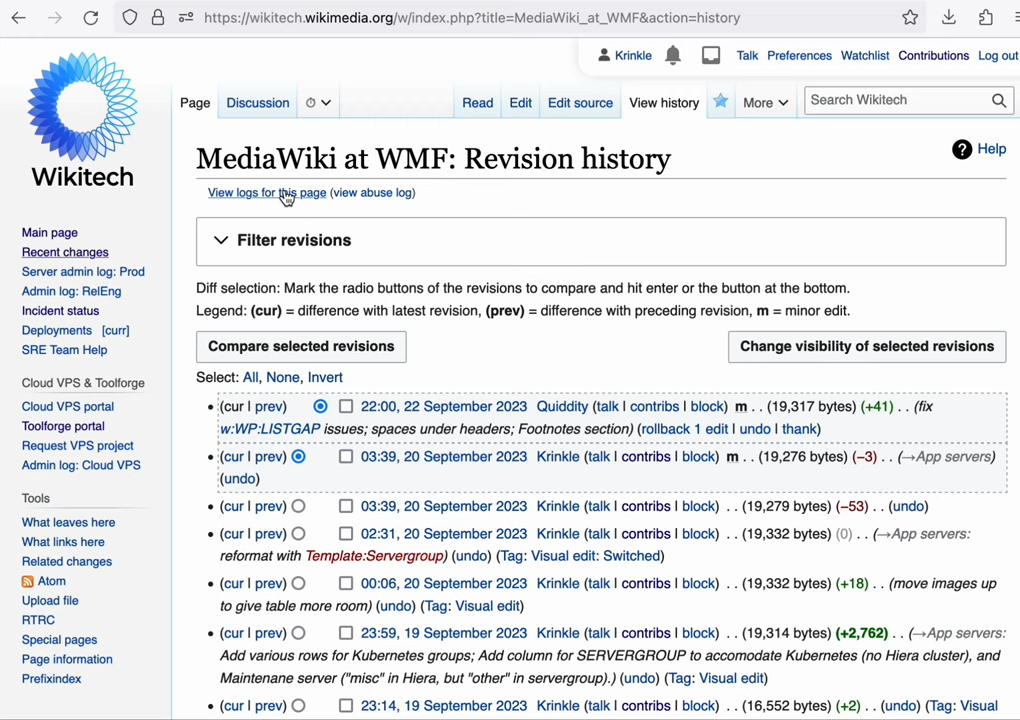 https://wikitech.wikimedia.org/w/index.php?title=MediaWiki_at_WMF&action=history
Krinkle Talk Preferences Watchlist Contributions Log out
Page Discussion Read Edit Edit source View history More Search Wikitech
Wikitech
MediaWiki at WMF: Revision history
? Help
View logs for this page (view abuse log)
Main page
Recent changes
Server admin log: Prod
Admin log: RelEng
Incident status
Deployments [curr]
SRE Team Help
Cloud VPS & Toolforge
Cloud VPS portal
Toolforge portal
Request VPS project
Admin log: Cloud VPS
Tools
What leaves here
What links here
Related changes
Atom
Upload file
RTRC
Special pages
Page information
Prefixindex
Filter revisions
Diff selection: Mark the radio buttons of the revisions to compare and hit enter or the button at the bottom.
Legend: (cur) = difference with latest revision, (prev) = difference with preceding revision, m = minor edit.
Compare selected revisions Change visibility of selected revisions
Select: All, None, Invert
• (cur | prev) 22:00, 22 September 2023 Quiddity (talk | contribs | block) m . . (19,317 bytes) (+41) . . (fix
w:WP:LISTGAP issues; spaces under headers; Footnotes section) (rollback 1 edit | undo | thank)
• (cur | prev) 03:39, 20 September 2023 Krinkle (talk | contribs | block) m . . (19,276 bytes) (−3) . . (→App servers)
(undo)
• (cur | prev) 03:39, 20 September 2023 Krinkle (talk | contribs | block) . . (19,279 bytes) (−53) . . (undo)
• (cur | prev) 02:31, 20 September 2023 Krinkle (talk | contribs | block) . . (19,332 bytes) (0) . . (→App servers:
reformat with Template:Servergroup) (undo) (Tag: Visual edit: Switched)
• (cur | prev) 00:06, 20 September 2023 Krinkle (talk | contribs | block) . . (19,332 bytes) (+18) . . (move images up
to give table more room) (undo) (Tag: Visual edit)
• (cur | prev) 23:59, 19 September 2023 Krinkle (talk | contribs | block) . . (19,314 bytes) (+2,762) . . (→App servers:
Add various rows for Kubernetes groups; Add column for SERVERGROUP to accomodate Kubernetes (no Hiera cluster), and
Maintenane server ("misc" in Hiera, but "other" in servergroup).) (undo) (Tag: Visual edit)
• (cur | prev) 23:14, 19 September 2023 Krinkle (talk | contribs | block) . . (16,552 bytes) (+2) . . (undo) (Tag: Visual